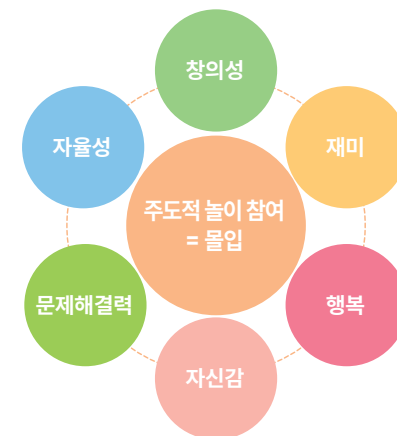 창의성
자율성
재미
주도적 놀이 참여
= 몰입
문제해결력
행복
자신감